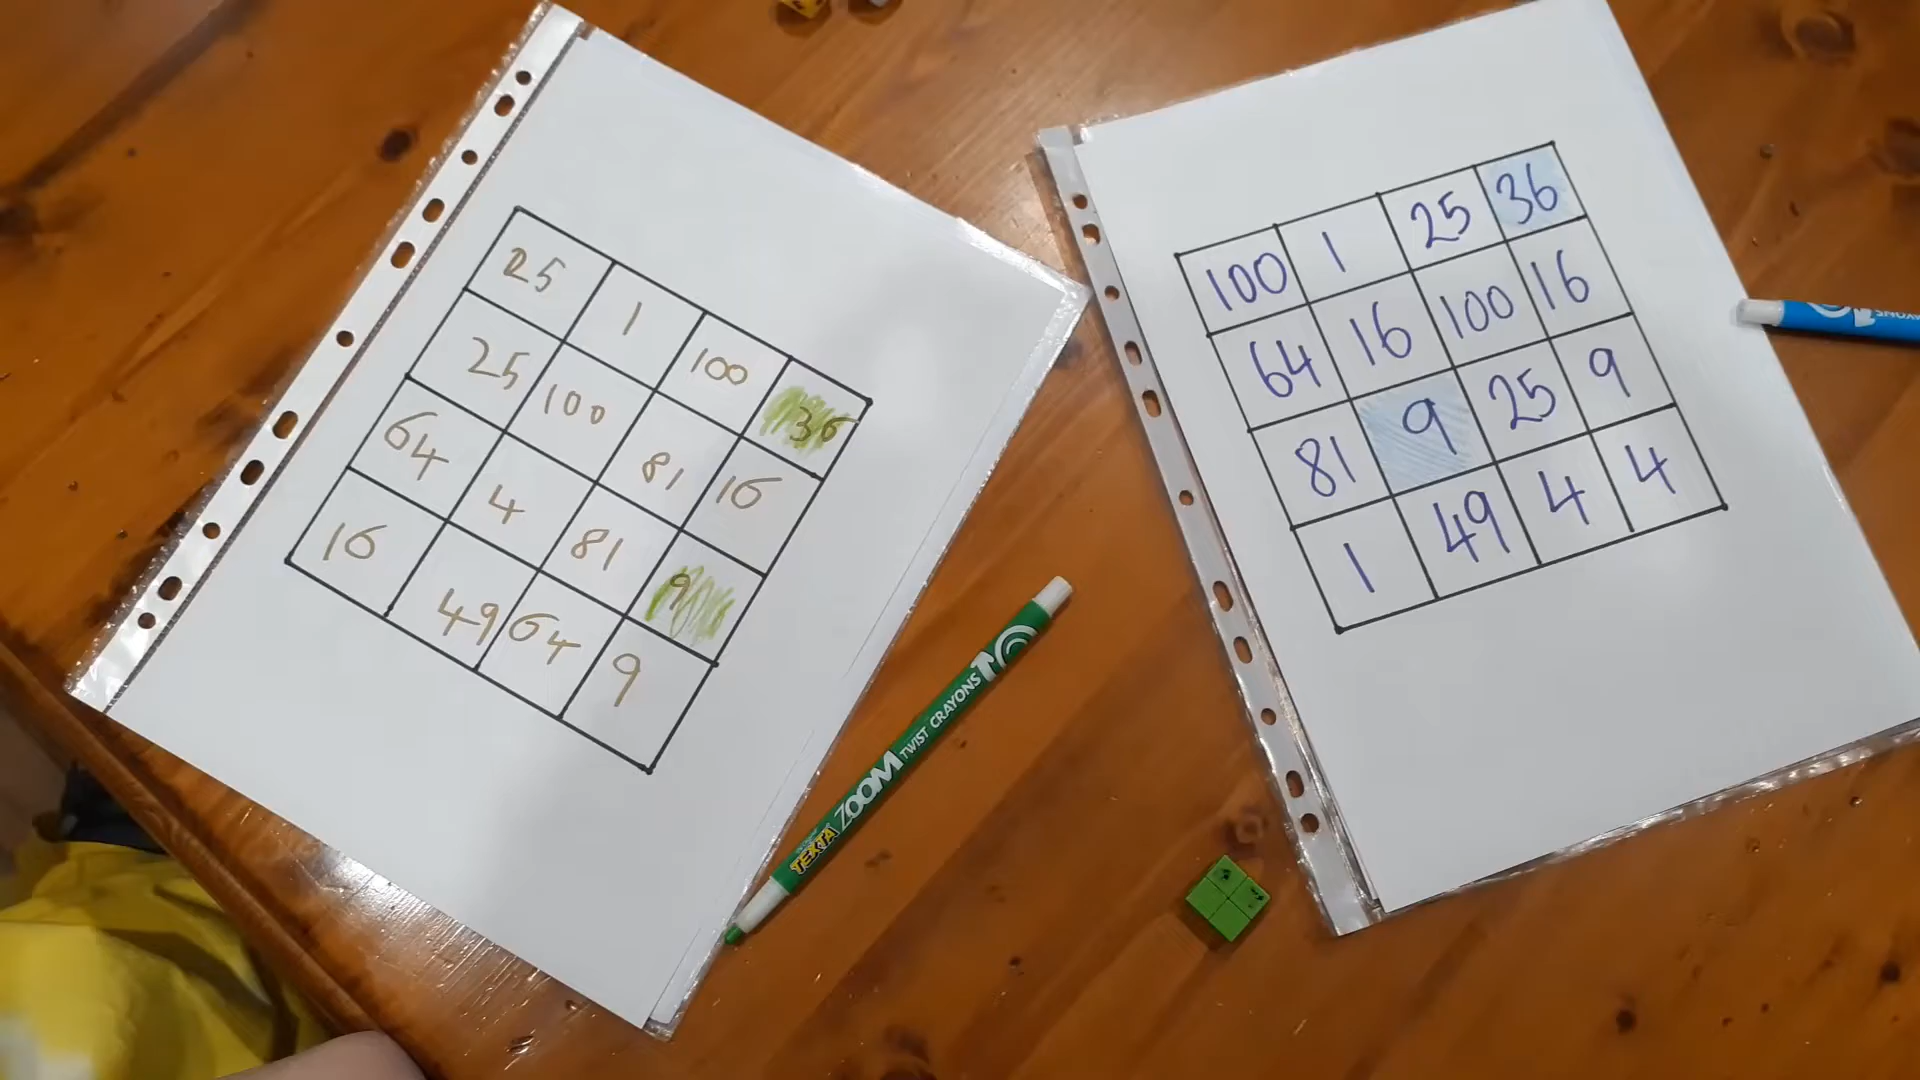 25 1 100 36
25 100 81 16
64 4 81 9
16 49 64 9
100 1 25 36
64 16 100 16
81 9 25 9
1 49 4 4
TEXTA ZOOM TWIST CRAYONS